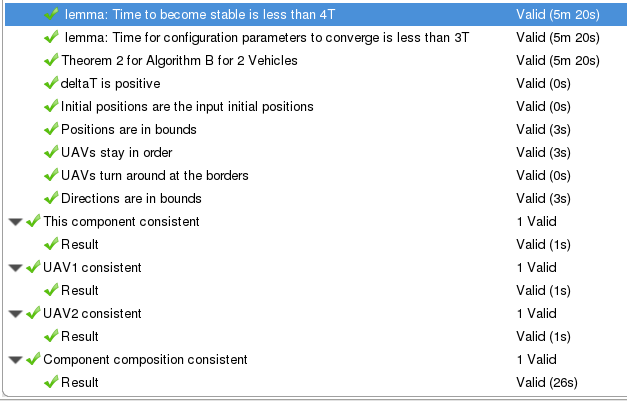 lemma: Time to become stable is less than 4T Valid (5m 20s)
lemma: Time for configuration parameters to converge is less than 3T Valid (5m 20s)
Theorem 2 for Algorithm B for 2 Vehicles Valid (5m 20s)
deltaT is positive Valid (0s)
Initial positions are the input initial positions Valid (0s)
Positions are in bounds Valid (3s)
UAVs stay in order Valid (3s)
UAVs turn around at the borders Valid (0s)
Directions are in bounds Valid (3s)
This component consistent 1 Valid
Result Valid (1s)
UAV1 consistent 1 Valid
Result Valid (1s)
UAV2 consistent 1 Valid
Result Valid (1s)
Component composition consistent 1 Valid
Result Valid (26s)